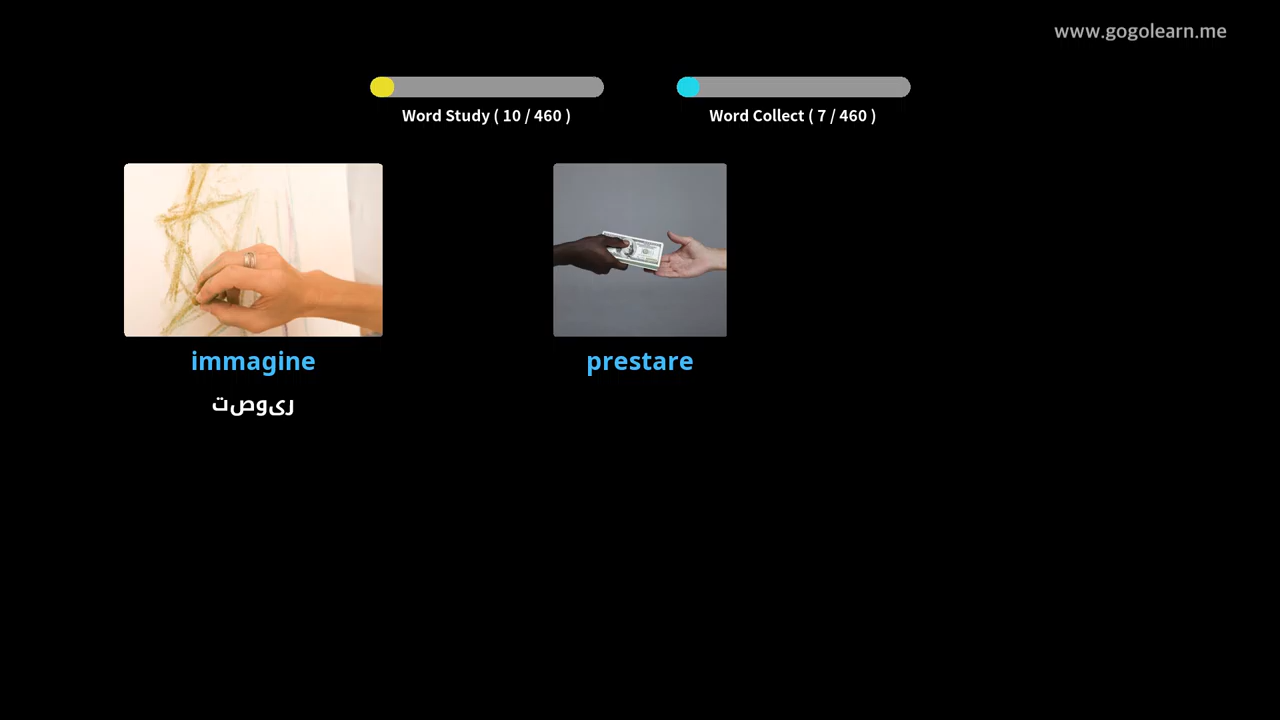 www.gogolearn.me
Word Study ( 10 / 460 )
Word Collect ( 7 / 460 )
immagine
ریوصت
prestare